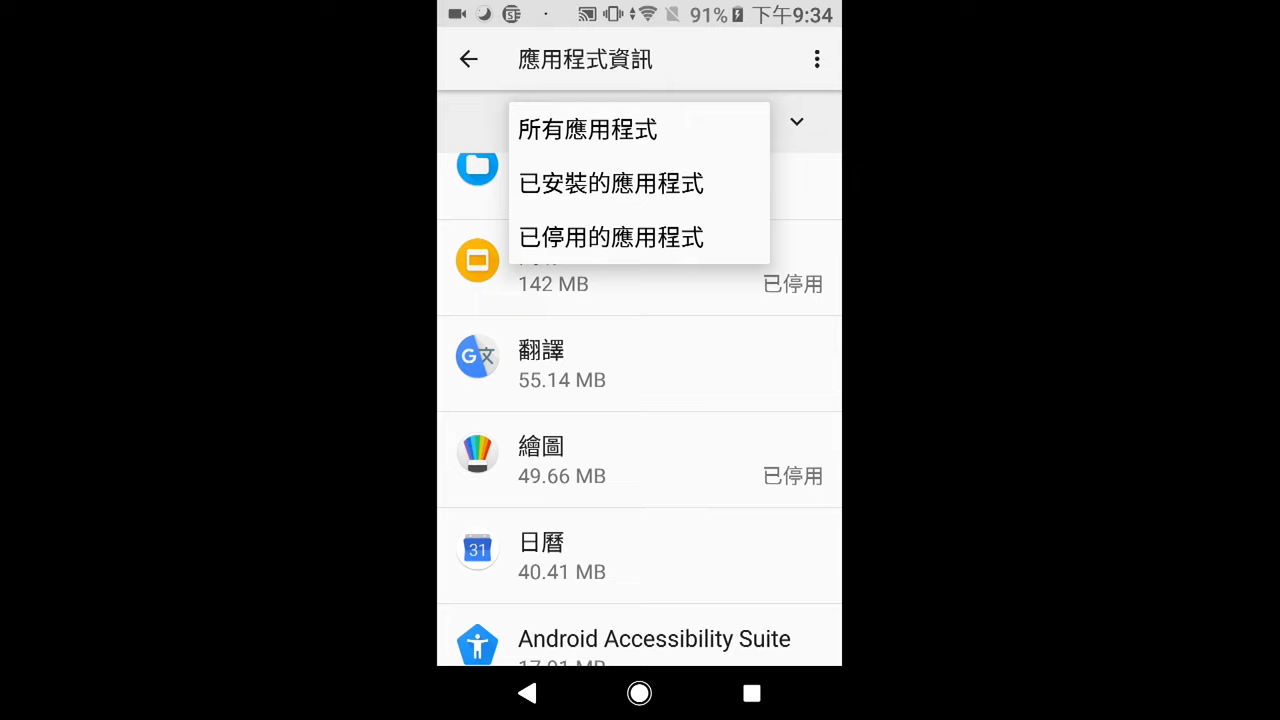 91% 下午9:34
應用程式資訊
所有應用程式
已安裝的應用程式
已停用的應用程式
142 MB 已停用
翻譯
55.14 MB
繪圖
49.66 MB 已停用
日曆
31
40.41 MB
Android Accessibility Suite